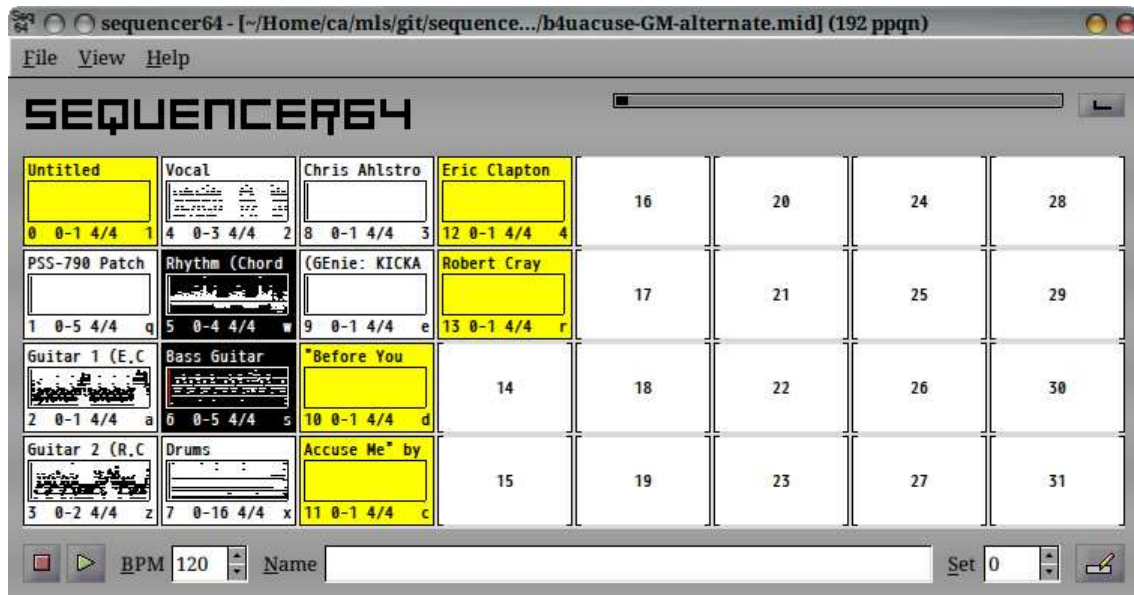 sequencer64 - [~/Home/ca/mls/git/sequence.../b4uacuse-GM-alternate.mid] (192 ppqn)
File View Help
SEQUENCER64
Untitled Vocal Chris Ahlstro Eric Clapton
16 20 24 28
0 0-1 4/4 1 4 0-3 4/4 2 8 0-1 4/4 3 12 0-1 4/4 4
PSS-790 Patch Rhythm (Chord (GEnie: KICKA Robert Cray
17 21 25 29
1 0-5 4/4 q 5 0-4 4/4 w 9 0-1 4/4 e 13 0-1 4/4 r
Guitar 1 (E.C Bass Guitar "Before You
14 18 22 26 30
2 0-1 4/4 a 6 0-5 4/4 s 10 0-1 4/4 d
Guitar 2 (R.C Drums Accuse Me" by
15 19 23 27 31
3 0-2 4/4 z 7 0-16 4/4 x 11 0-1 4/4 c
BPM 120 Name Set 0